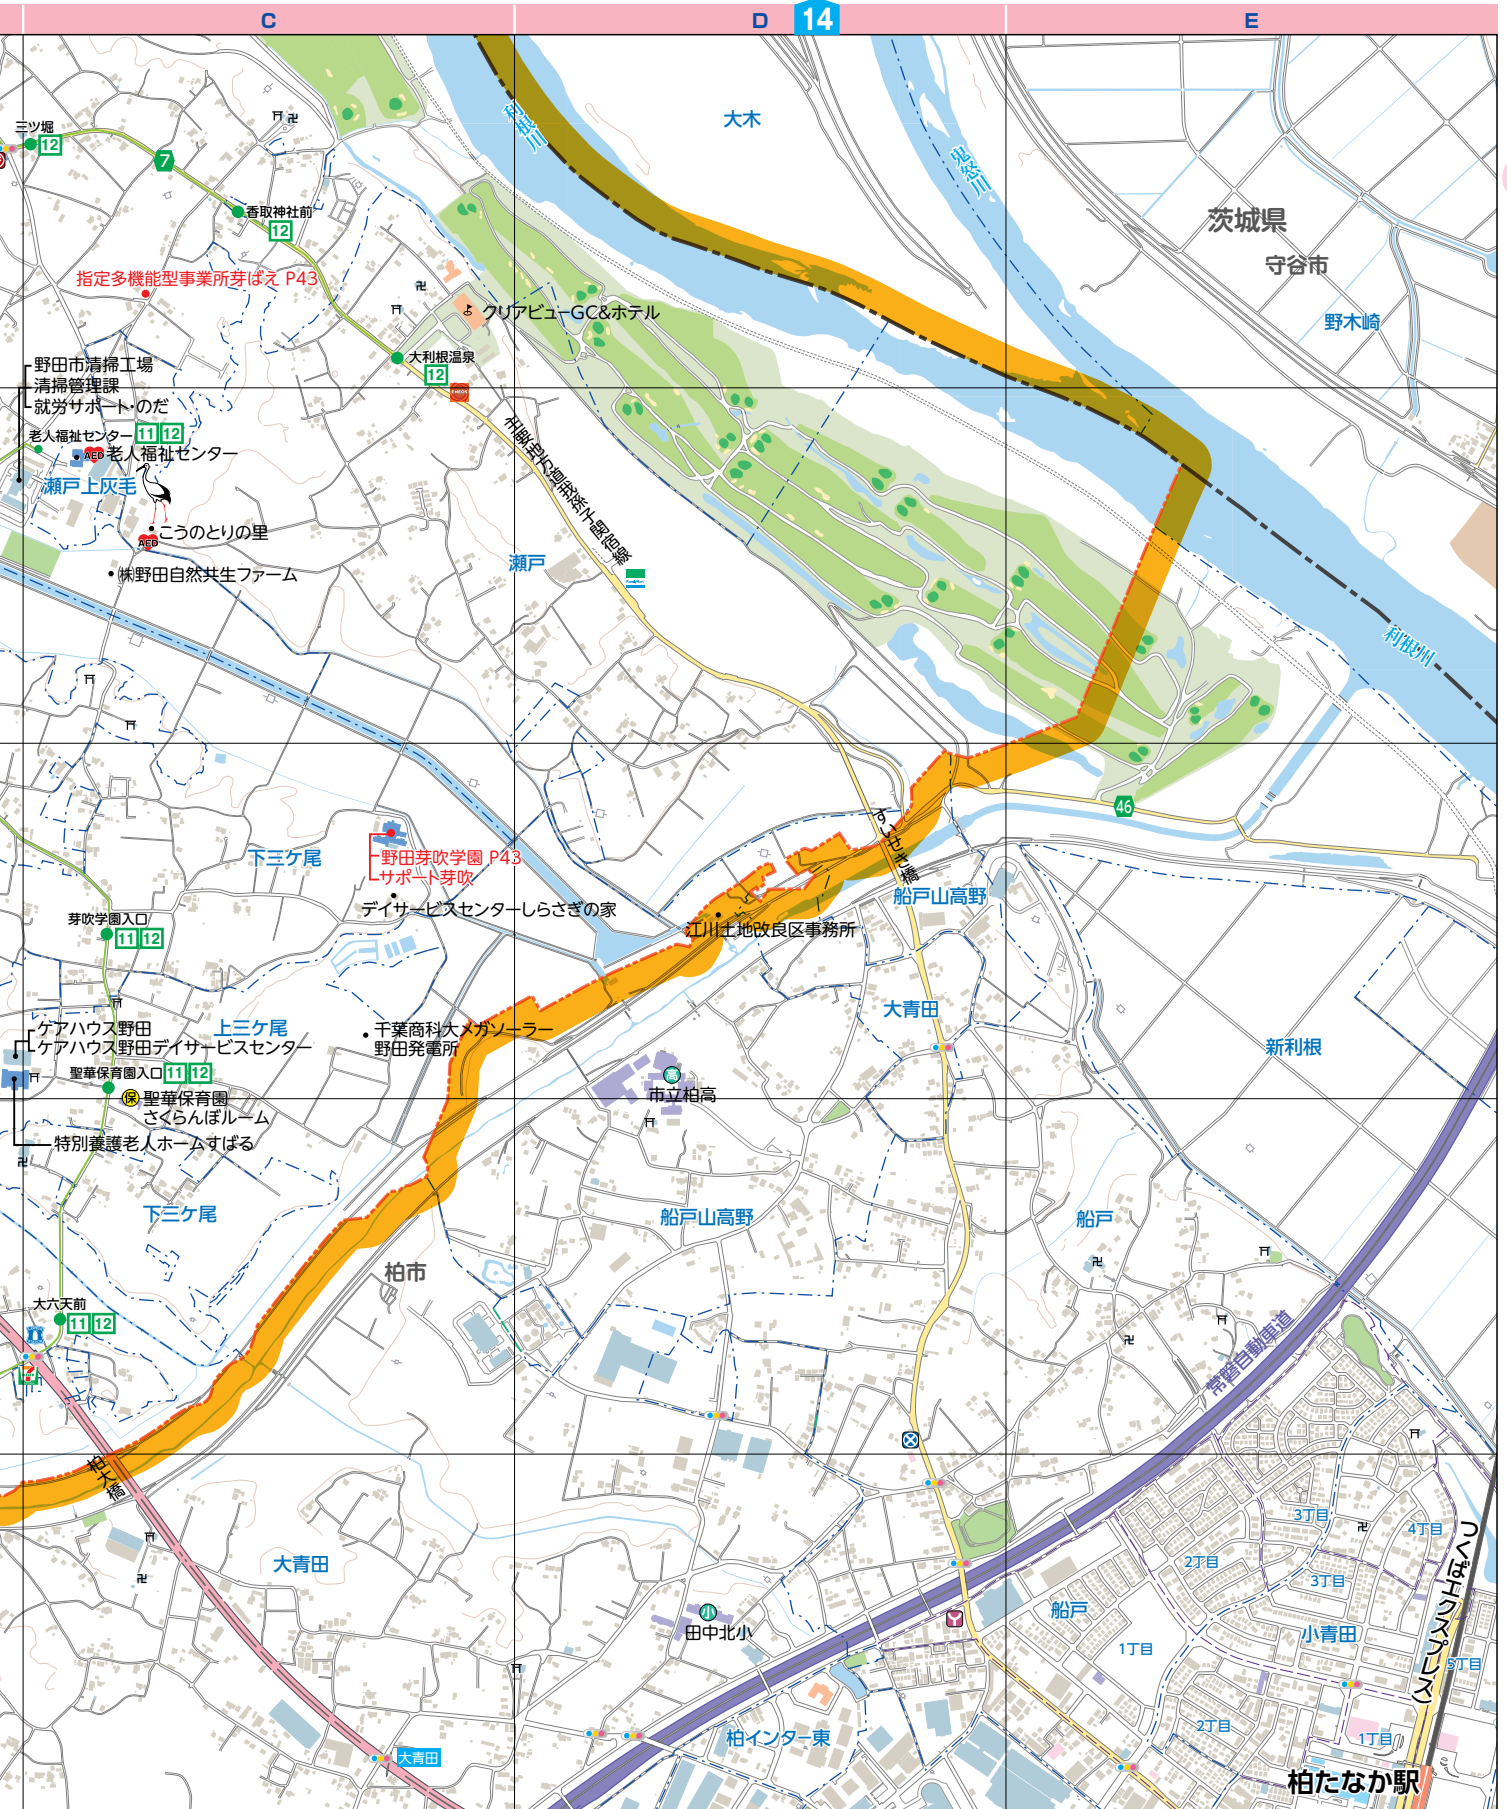 C
D
14
E
三ツ堀
12
7
香取神社前
12
利根川
大木
鬼怒川
茨城県
守谷市
野木崎
指定多機能型事業所芽ばえ P43
クリアビューGC&ホテル
大利根温泉
12
野田市清掃工場
清掃管理課
就労サポート・のだ
老人福祉センター
11 12
AED
老人福祉センター
瀬戸上灰毛
主要地方道我孫子関宿線
こうのとりの里
AED
瀬戸
㈱野田自然共生ファーム
利根川
46
すいせき橋
下三ケ尾
野田芽吹学園 P43
サポート芽吹
デイサービスセンターしらさぎの家
船戸山高野
芽吹学園入口
11 12
江川土地改良区事務所
大青田
ケアハウス野田
ケアハウス野田デイサービスセンター
上三ケ尾
千葉商科大メガソーラー
野田発電所
新利根
聖華保育園入口
11 12
保
聖華保育園
さくらんぼルーム
高
市立柏高
特別養護老人ホームすばる
下三ケ尾
船戸山高野
船戸
柏市
大六天前
11 12
常磐自動車道
柏大橋
大青田
3丁目
4丁目
2丁目
3丁目
つくばエクスプレス
小
田中北小
船戸
1丁目
小青田
5丁目
2丁目
1丁目
柏インター東
大青田
柏たなか駅